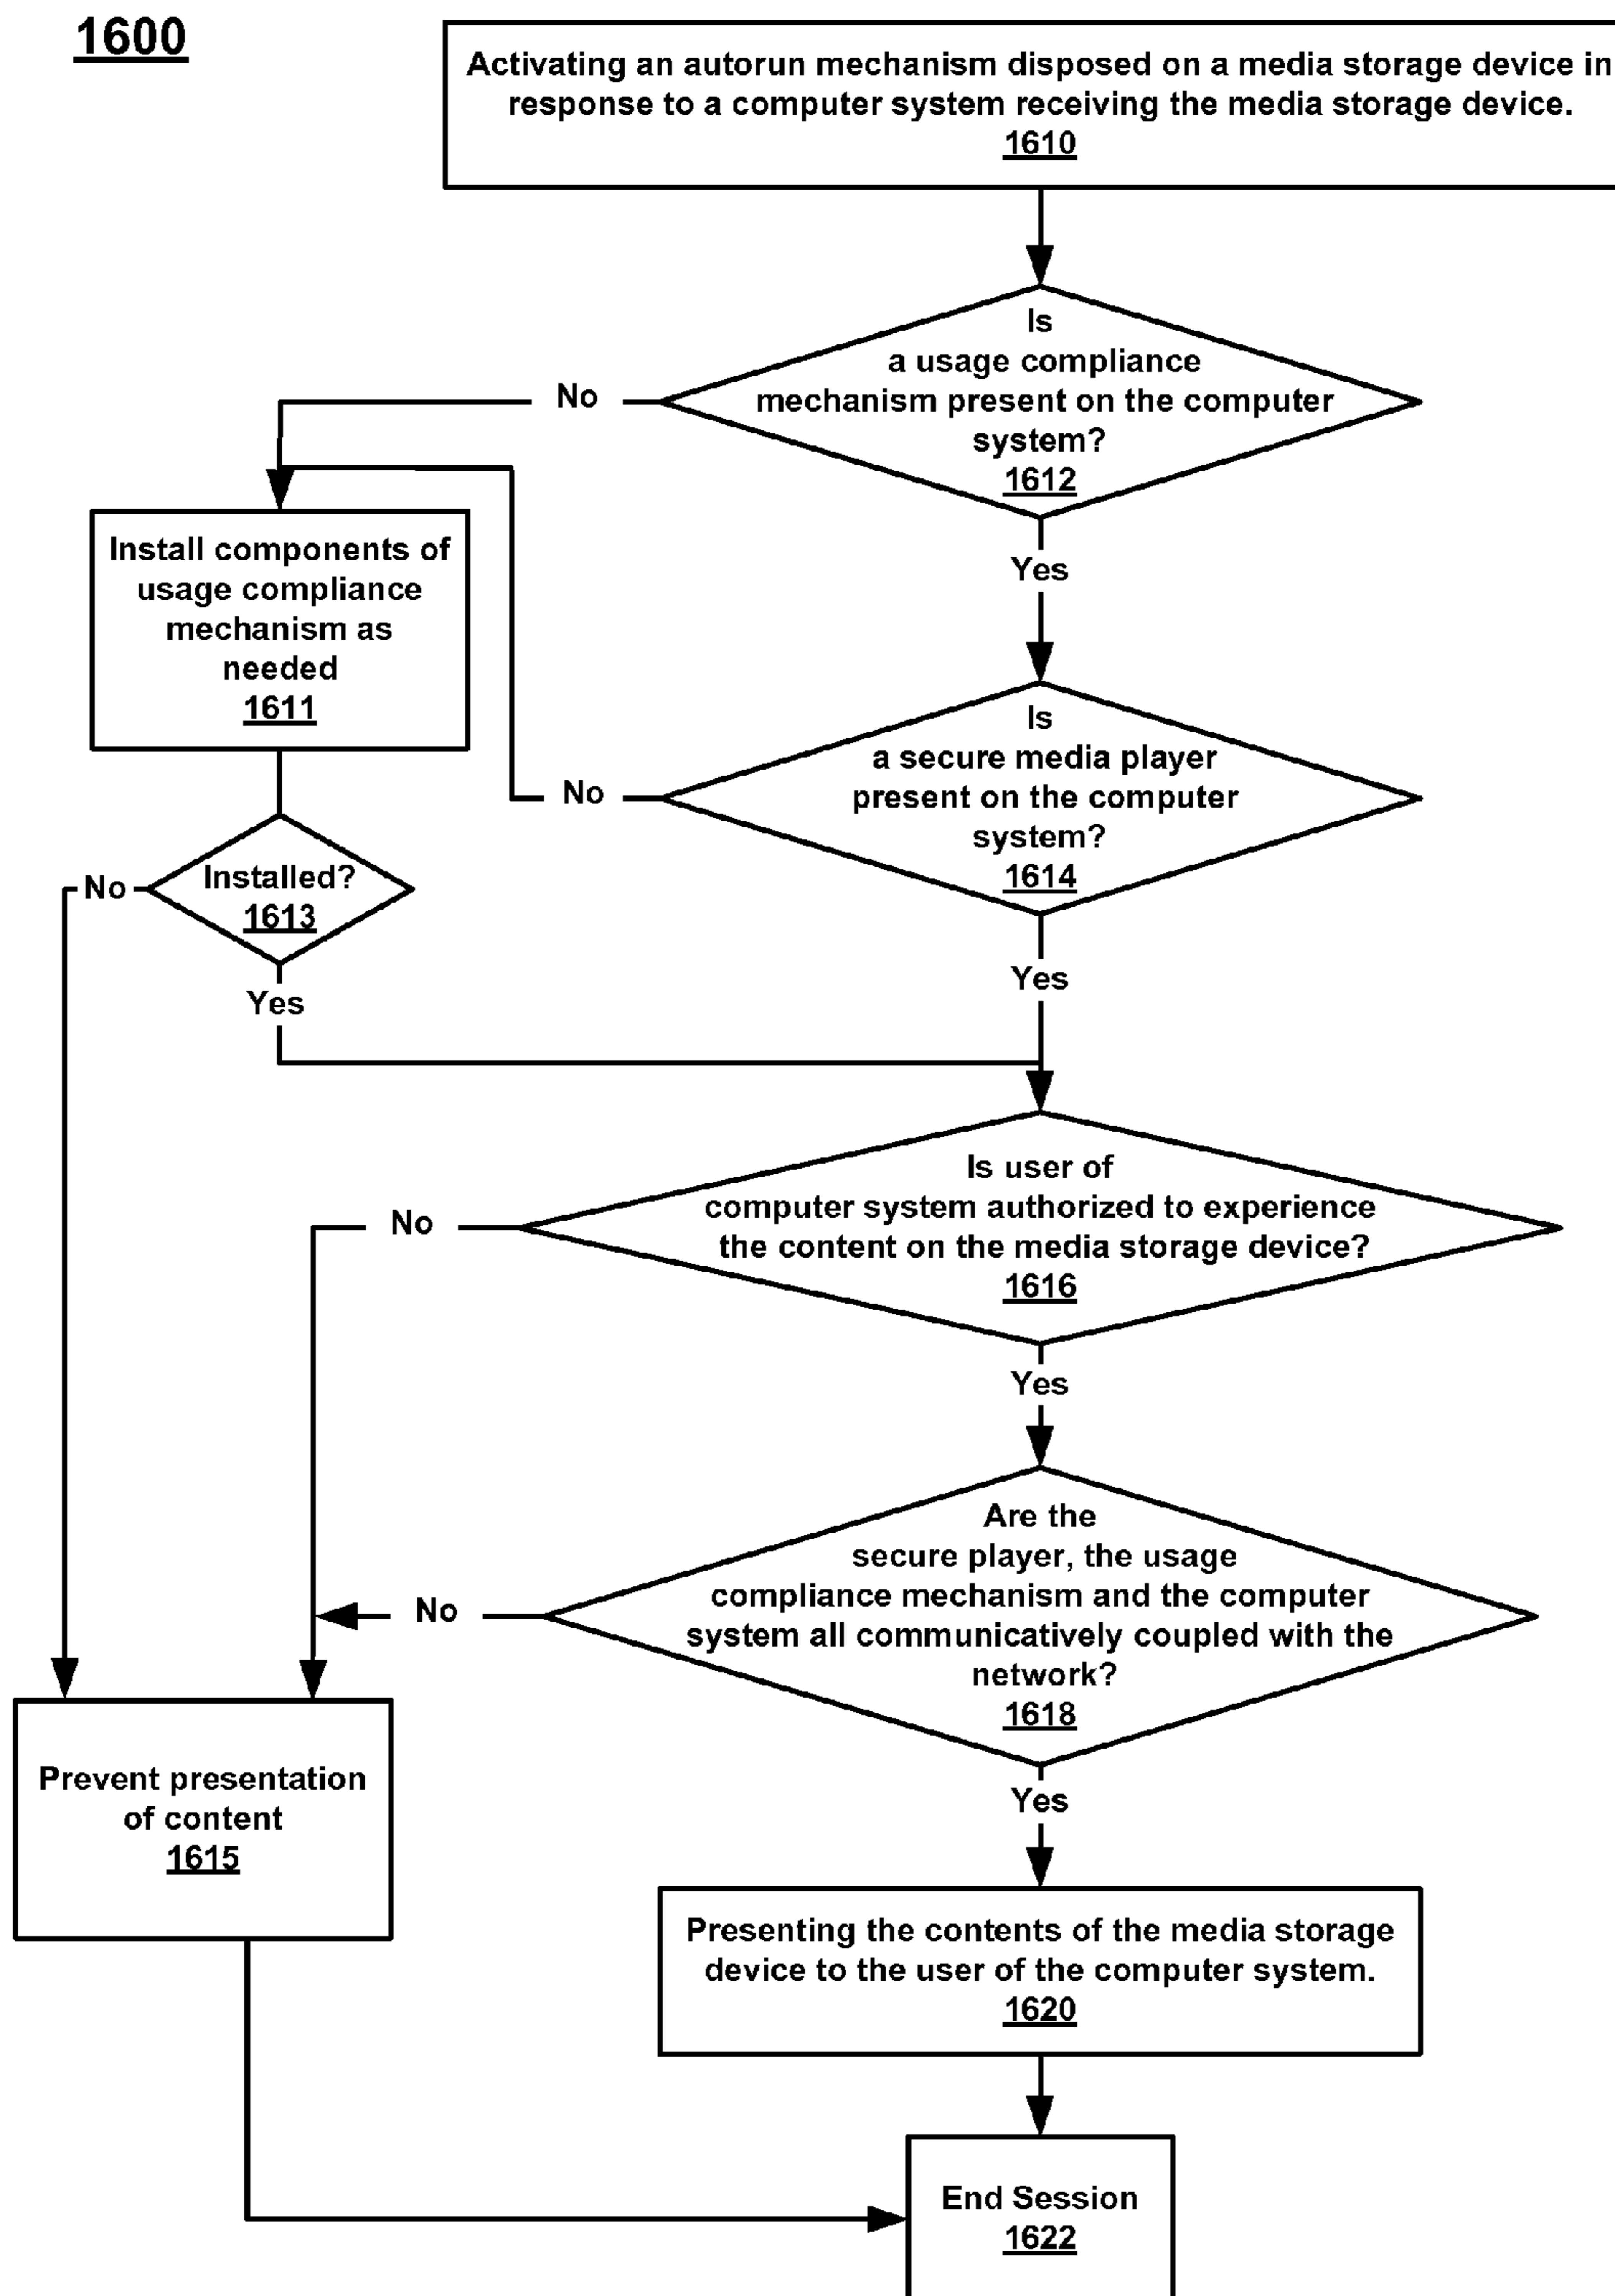 1600
Activating an autorun mechanism disposed on a media storage device in
response to a computer system receiving the media storage device.
1610
Is
a usage compliance
mechanism present on the computer
system?
1612
No
Yes
Install components of
usage compliance
mechanism as
needed
1611
Is
a secure media player
present on the computer
system?
1614
No
Yes
Installed?
1613
No
Yes
Is user of
computer system authorized to experience
the content on the media storage device?
1616
No
Yes
Are the
secure player, the usage
compliance mechanism and the computer
system all communicatively coupled with the
network?
1618
No
Yes
Prevent presentation
of content
1615
Presenting the contents of the media storage
device to the user of the computer system.
1620
End Session
1622